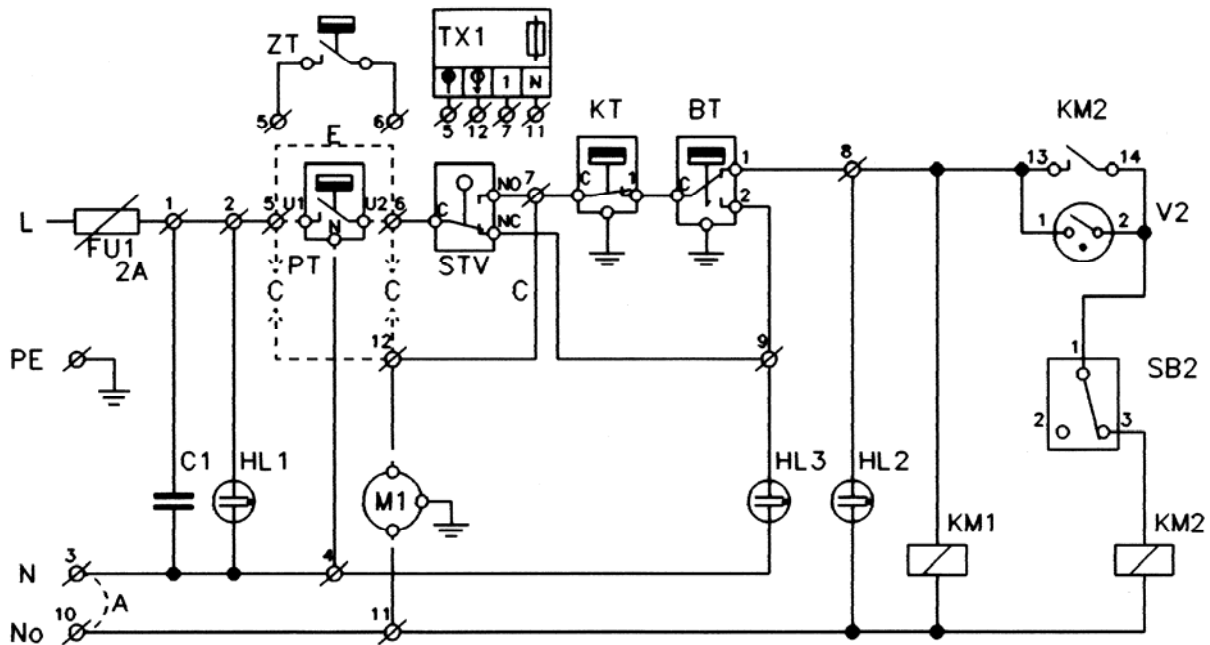 ZT
TX1
1 N
5 12 7 11
5 6
E
KT
BT
KM2
13 14
1 2
V2
L
FU1
2A
1
2
5 U1
N
U2 6
PT
C
NO
NC
STV
7
C 1
C
1
2
8
C
C
C
12
9
PE
1
2
3
SB2
C1
HL1
M1
HL3
HL2
KM1
KM2
N
3
4
A
No
10
11